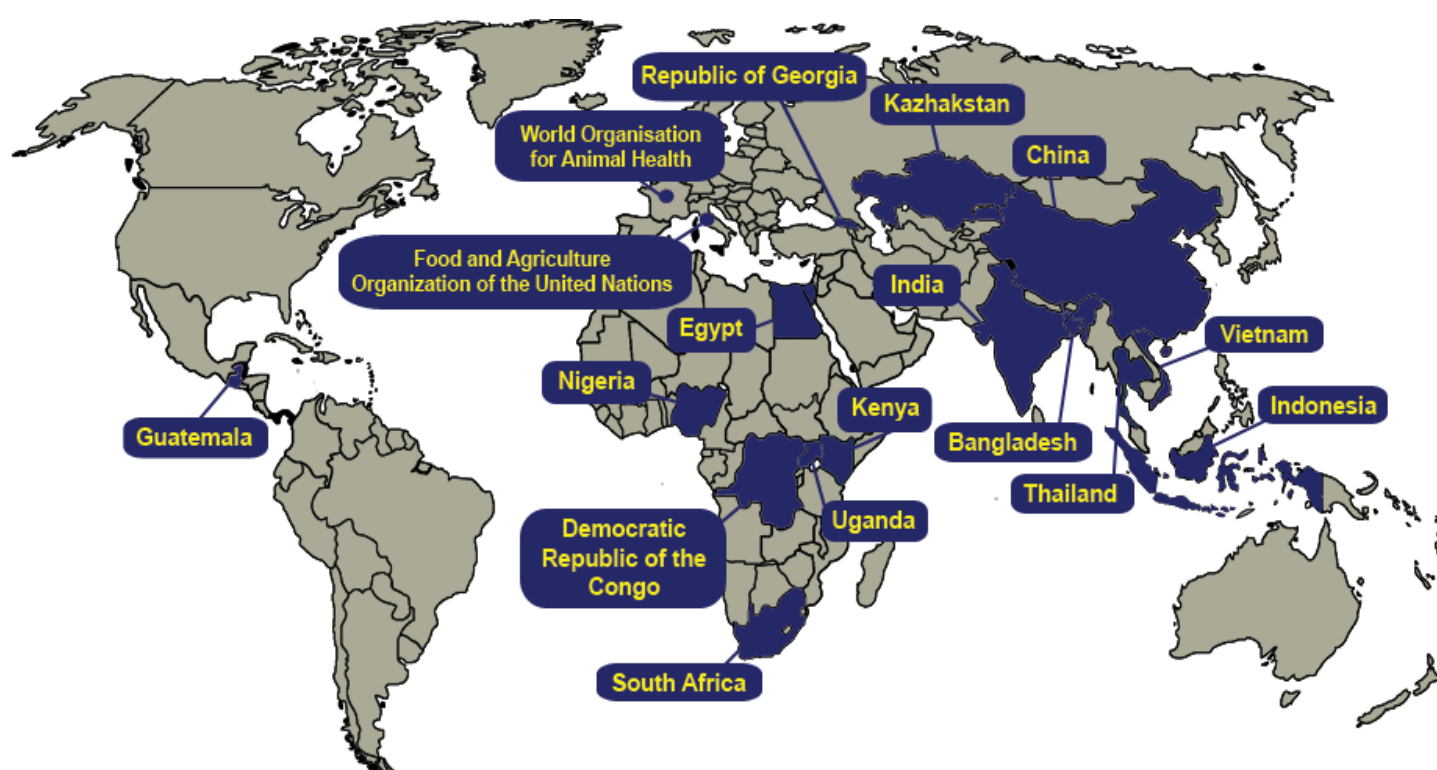 Republic of Georgia
Kazhakstan
World Organisation
for Animal Health
China
Food and Agriculture
Organization of the United Nations
India
Egypt
Vietnam
Nigeria
Kenya
Indonesia
Guatemala
Bangladesh
Thailand
Uganda
Democratic
Republic of the
Congo
South Africa